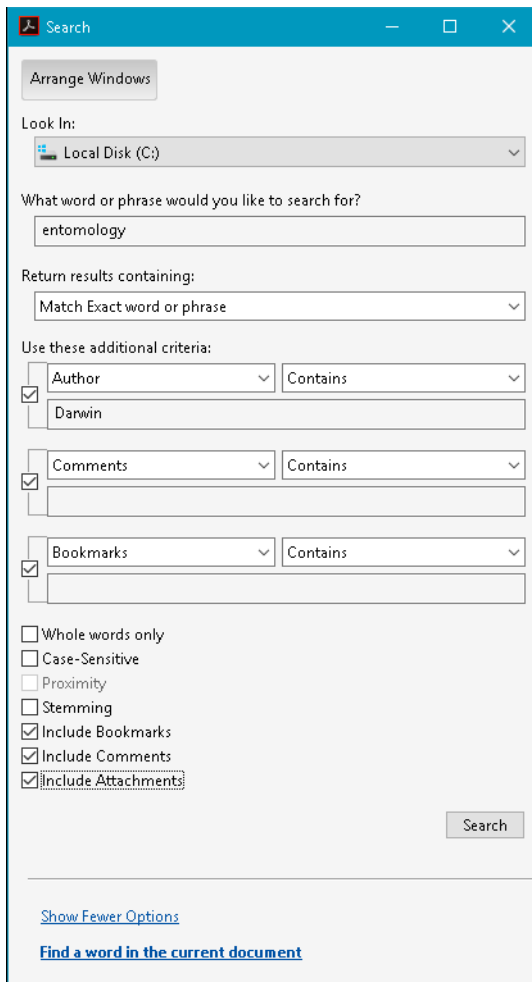 Search
Arrange Windows
Look In:
Local Disk (C:)
What word or phrase would you like to search for?
entomology
Return results containing:
Match Exact word or phrase
Use these additional criteria:
Author Contains
Darwin
Comments Contains
Bookmarks Contains
Whole words only
Case-Sensitive
Proximity
Stemming
Include Bookmarks
Include Comments
Include Attachments
Search
Show Fewer Options
Find a word in the current document